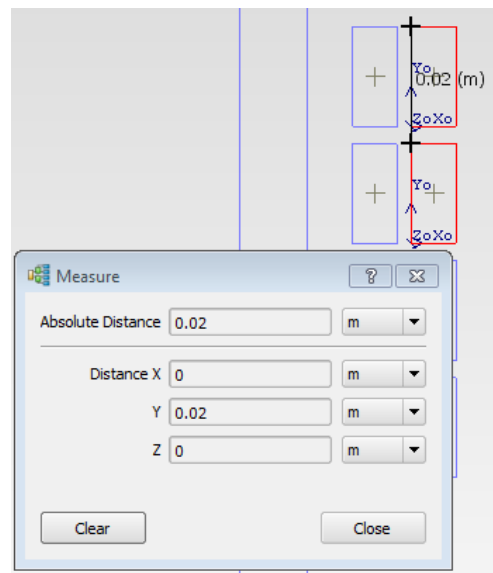 Yo
0.02 (m)
ZoXo
Yo
ZoXo
Measure
?
Absolute Distance 0.02 m
Distance X 0 m
Y 0.02 m
Z 0 m
Clear Close